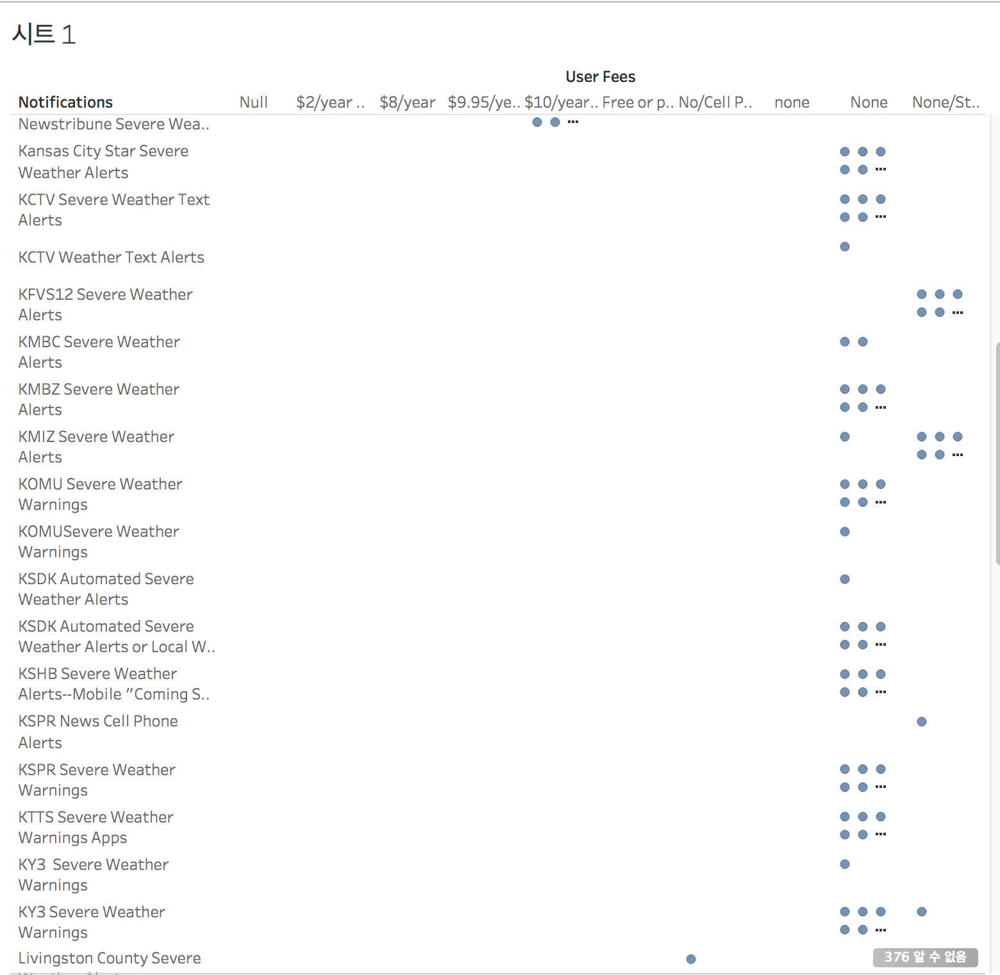 시트 1
User Fees
Notifications Null $2/year .. $8/year $9.95/ye.. $10/year.. Free or p.. No/Cell P.. none None None/St..
Newstribune Severe Wea..
Kansas City Star Severe
Weather Alerts
KCTV Severe Weather Text
Alerts
KCTV Weather Text Alerts
KFVS12 Severe Weather
Alerts
KMBC Severe Weather
Alerts
KMBZ Severe Weather
Alerts
KMIZ Severe Weather
Alerts
KOMU Severe Weather
Warnings
KOMUSevere Weather
Warnings
KSDK Automated Severe
Weather Alerts
KSDK Automated Severe
Weather Alerts or Local W..
KSHB Severe Weather
Alerts--Mobile "Coming S..
KSPR News Cell Phone
Alerts
KSPR Severe Weather
Warnings
KTTS Severe Weather
Warnings Apps
KY3  Severe Weather
Warnings
KY3 Severe Weather
Warnings
Livingston County Severe
376 알 수 없음